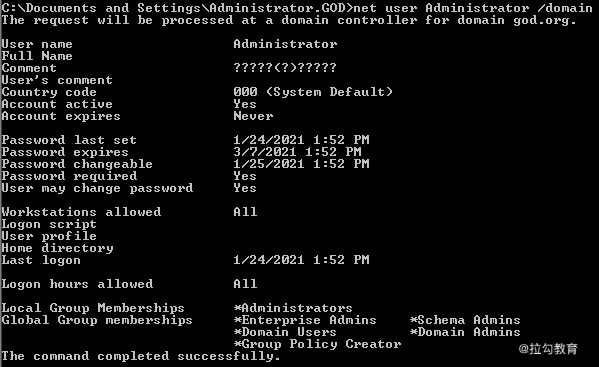 C:\Documents and Settings\Administrator.GOD>net user Administrator /domain
The request will be processed at a domain controller for domain god.org.
User name Administrator
Full Name
Comment ?????(?)?????
User's comment
Country code 000 (System Default)
Account active Yes
Account expires Never
Password last set 1/24/2021 1:52 PM
Password expires 3/7/2021 1:52 PM
Password changeable 1/25/2021 1:52 PM
Password required Yes
User may change password Yes
Workstations allowed All
Logon script
User profile
Home directory
Last logon 1/24/2021 1:52 PM
Logon hours allowed All
Local Group Memberships *Administrators
Global Group memberships *Enterprise Admins *Schema Admins
*Domain Users *Domain Admins
*Group Policy Creator
The command completed successfully.
@拉勾教育